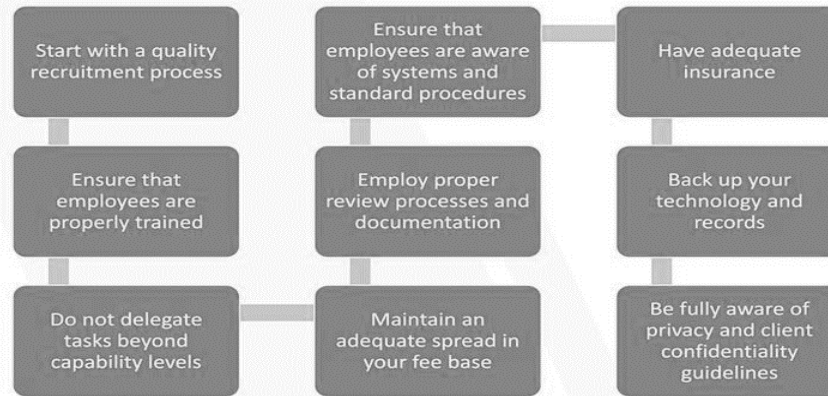 Start with a quality
recruitment process
Ensure that
employees are
properly trained
Do not delegate
tasks beyond
capability levels
Maintain an
adequate spread in
your fee base
Employ proper
review processes and
documentation
Ensure that
employees are aware
of systems and
standard procedures
Have adequate
insurance
Back up your
technology and
records
Be fully aware of
privacy and client
confidentiality
guidelines